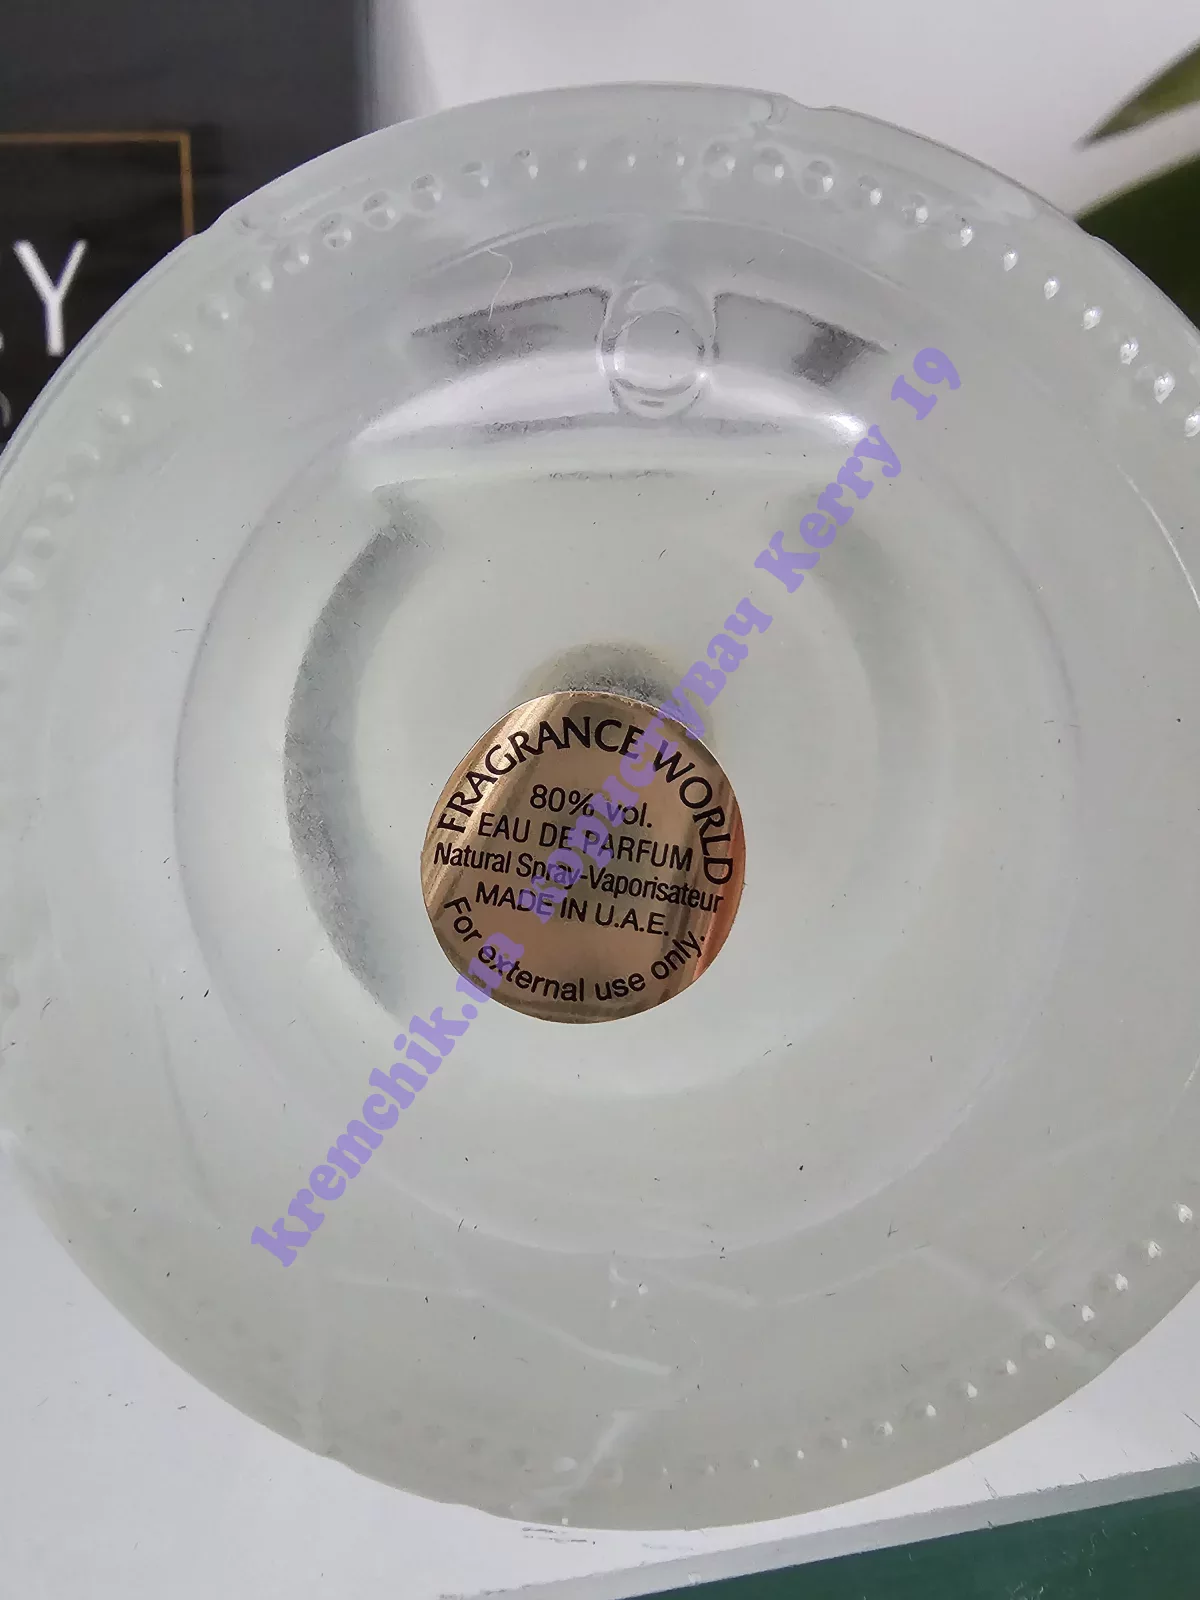 Y
FRAGRANCE WORLD
80% vol.
EAU DE PARFUM
Natural Spray-Vaporisateur
MADE IN U.A.E.
For external use only.
kremchik.ua Користувач Kerry 19